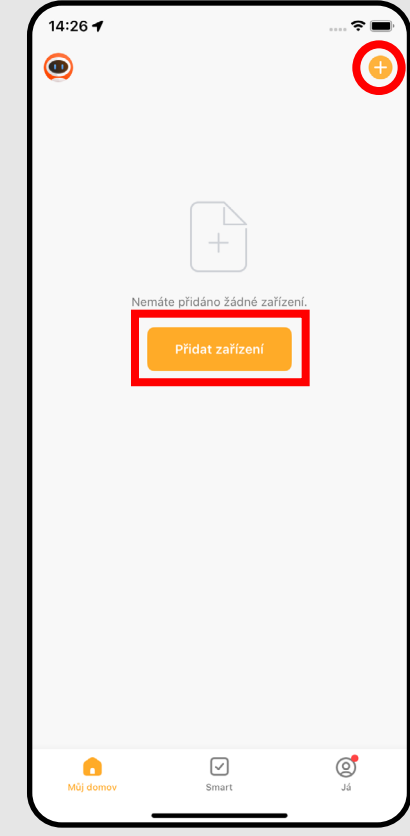 14:26
Nemáte přidáno žádné zařízení.
Přidat zařízení
Můj domov
Smart
Já